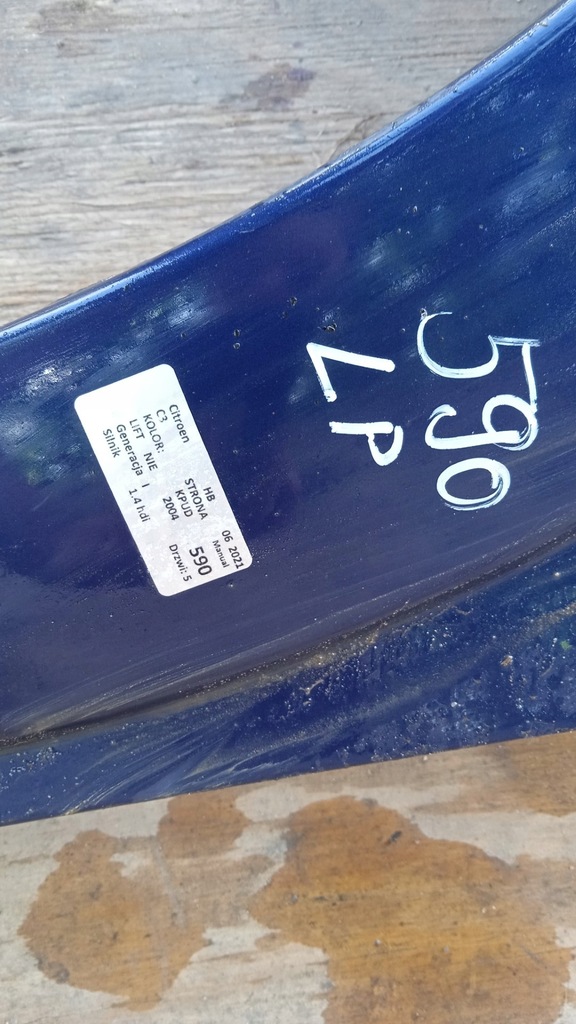 590
LP
Citroen HB 06 2021
C3 STRONA Manual
KOLOR: KPUD 590
LIFT NIE 2004
Generacja I Drzwi: 5
Silnik 1.4 hdi